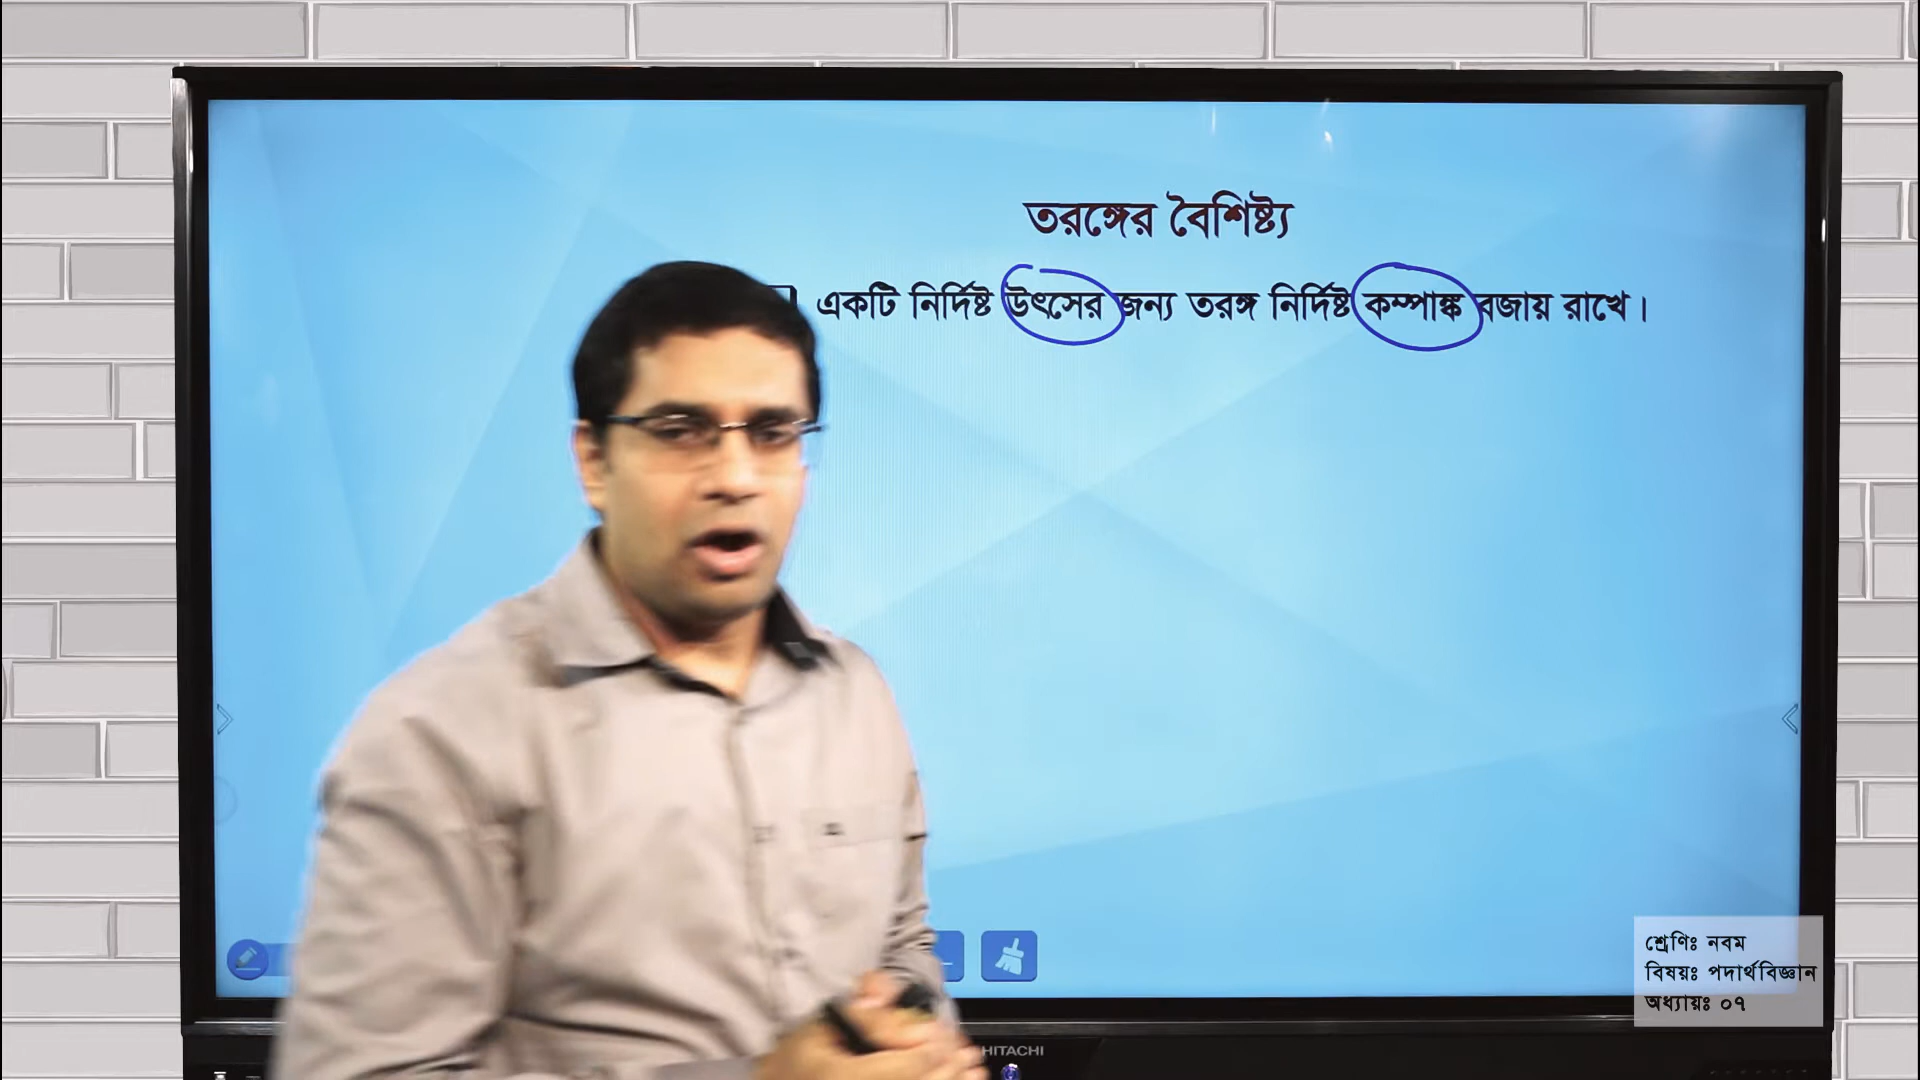 তরঙ্গের বৈশিষ্ট্য
একটি নির্দিষ্ট উৎসের জন্য তরঙ্গ নির্দিষ্ট কম্পাঙ্ক বজায় রাখে।
শ্রেণিঃ নবম
বিষয়ঃ পদার্থবিজ্ঞান
অধ্যায়ঃ ০৭
HITACHI